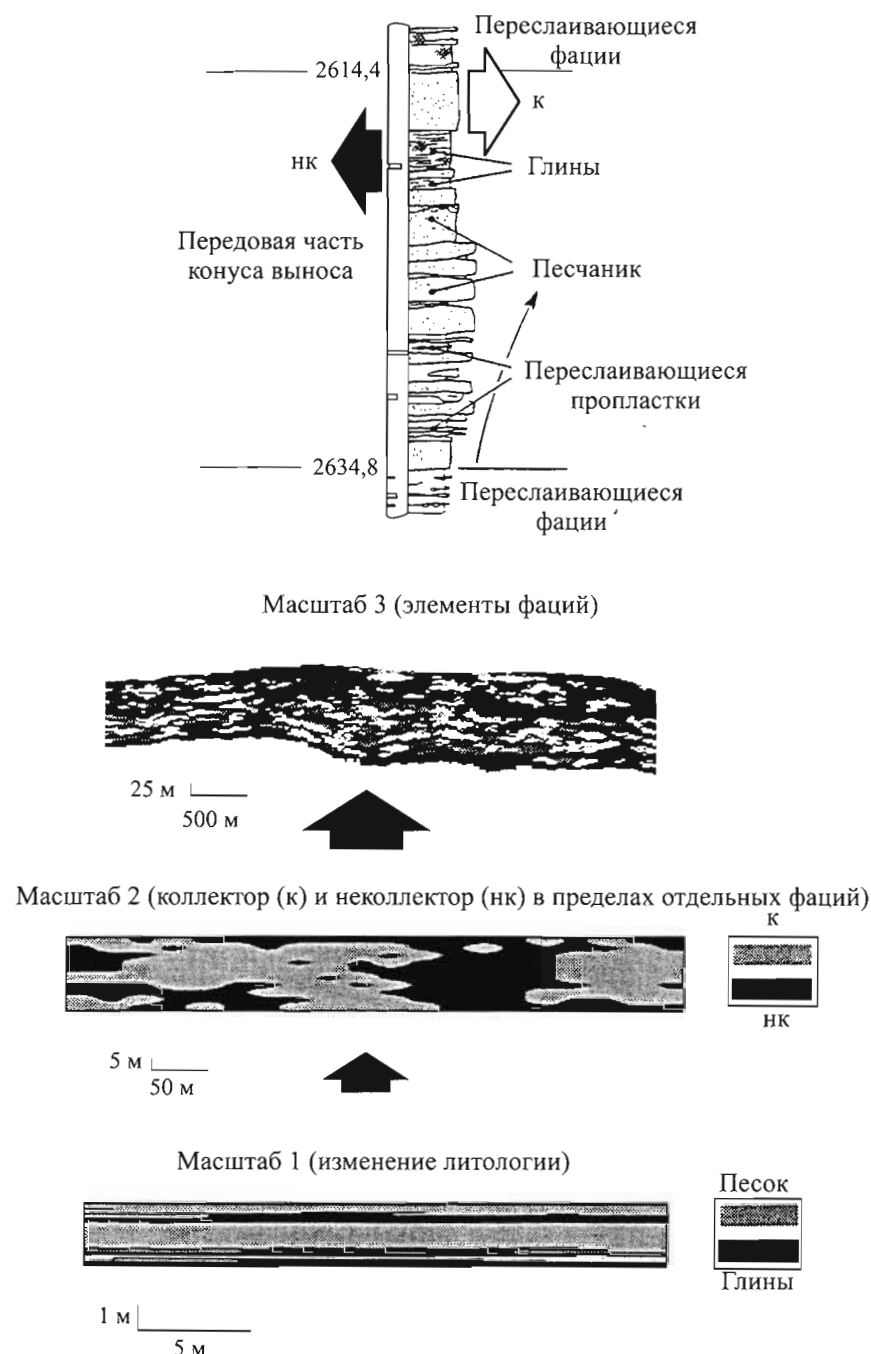 Переслаивающиеся
фации
2614,4
к
нк
Глины
Передовая часть
конуса выноса
Песчаник
Переслаивающиеся
пропластки
2634,8
Переслаивающиеся
фации
Масштаб 3 (элементы фаций)
25 м
500 м
Масштаб 2 (коллектор (к) и неколлектор (нк) в пределах отдельных фаций)
к
нк
5 м
50 м
Масштаб 1 (изменение литологии)
Песок
Глины
1 м
5 м